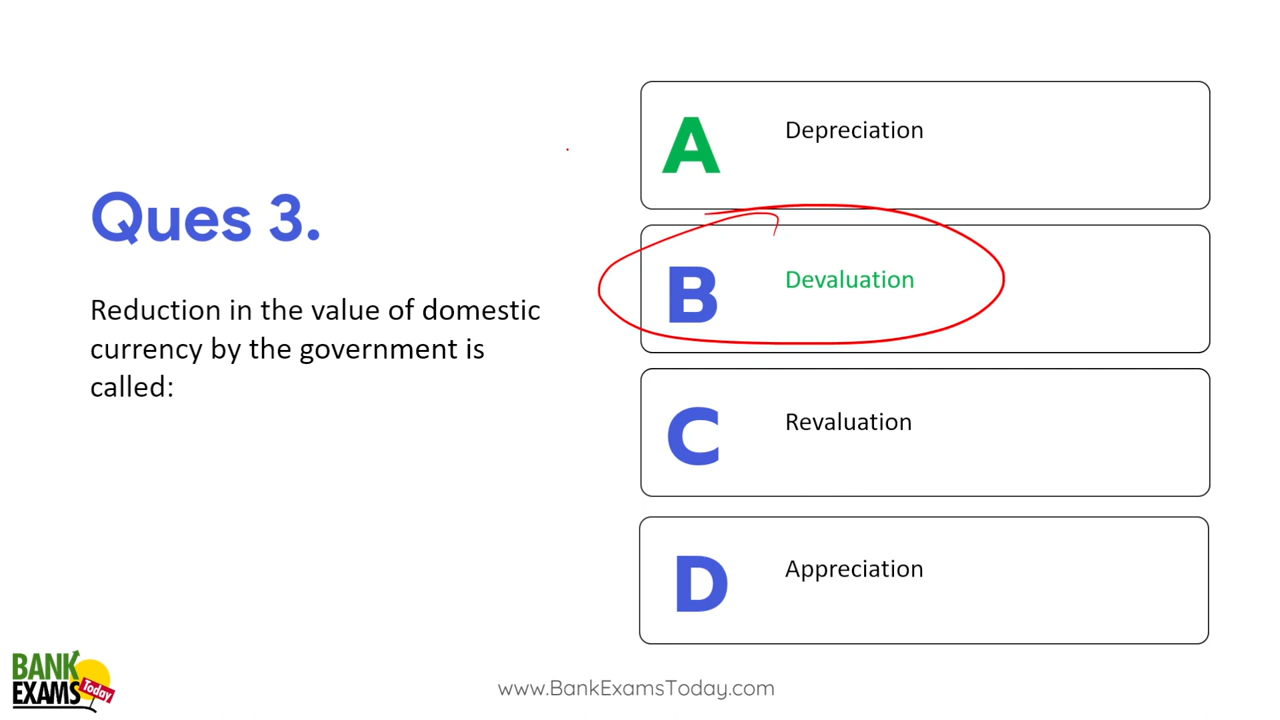 Ques 3.
Reduction in the value of domestic
currency by the government is
called:
A
Depreciation
B
Devaluation
C
Revaluation
D
Appreciation
BANK
EXAMS
Today
www.BankExamsToday.com